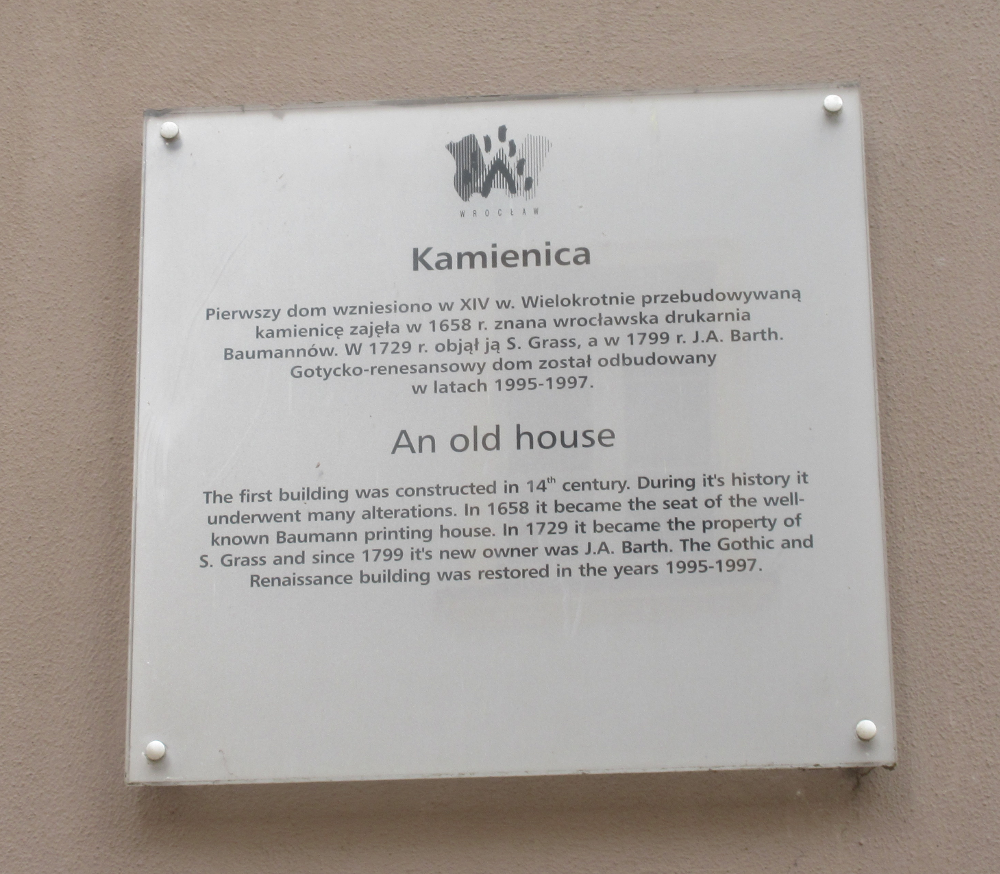 W
WROCŁAW
Kamienica
Pierwszy dom wzniesiono w XIV w. Wielokrotnie przebudowywaną
kamienicę zajęła w 1658 r. znana wrocławska drukarnia
Baumannów. W 1729 r. objął ją S. Grass, a w 1799 r. J.A. Barth.
Gotycko-renesansowy dom został odbudowany
w latach 1995-1997.
An old house
The first building was constructed in 14th century. During it's history it
underwent many alterations. In 1658 it became the seat of the well-
known Baumann printing house. In 1729 it became the property of
S. Grass and since 1799 it's new owner was J.A. Barth. The Gothic and
Renaissance building was restored in the years 1995-1997.